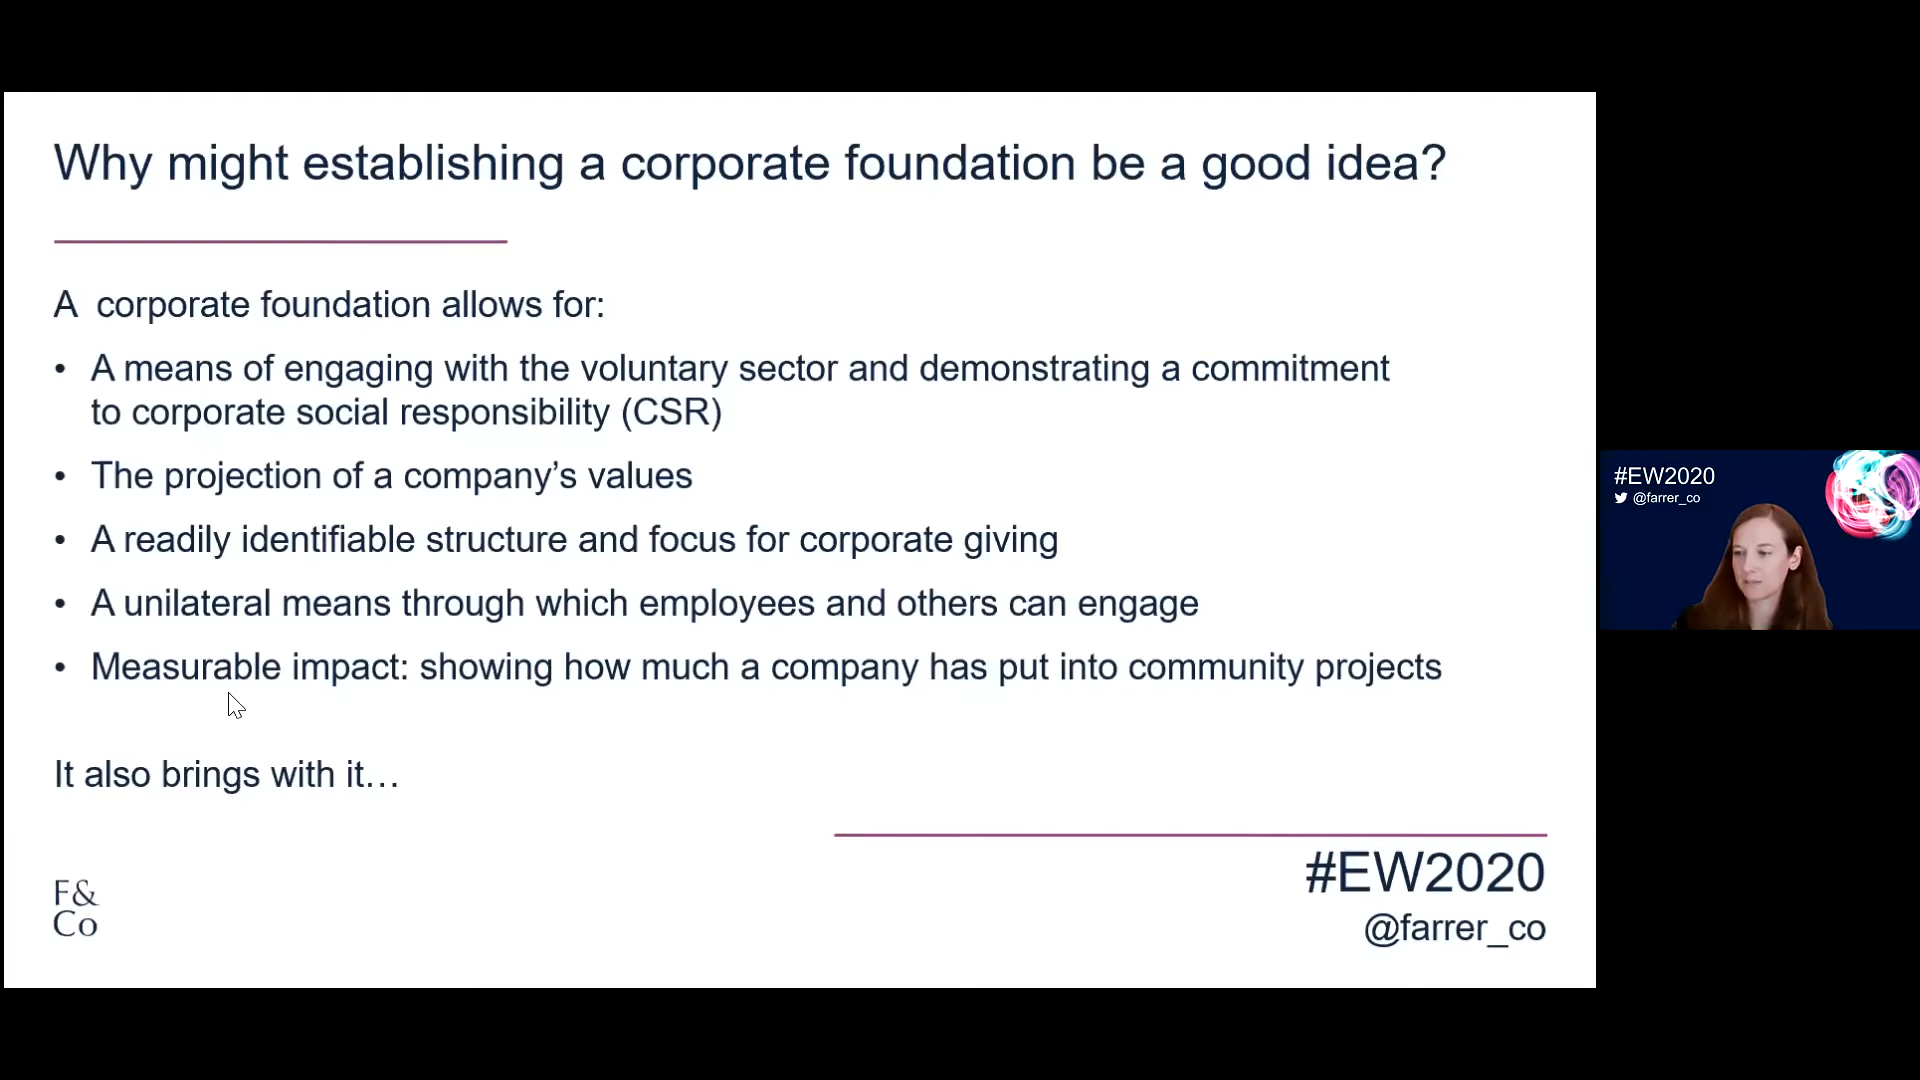 Why might establishing a corporate foundation be a good idea?
A corporate foundation allows for:
• A means of engaging with the voluntary sector and demonstrating a commitment
to corporate social responsibility (CSR)
• The projection of a company’s values
• A readily identifiable structure and focus for corporate giving
• A unilateral means through which employees and others can engage
• Measurable impact: showing how much a company has put into community projects
It also brings with it…
F&
Co
#EW2020
@farrer_co
#EW2020
@farrer_co